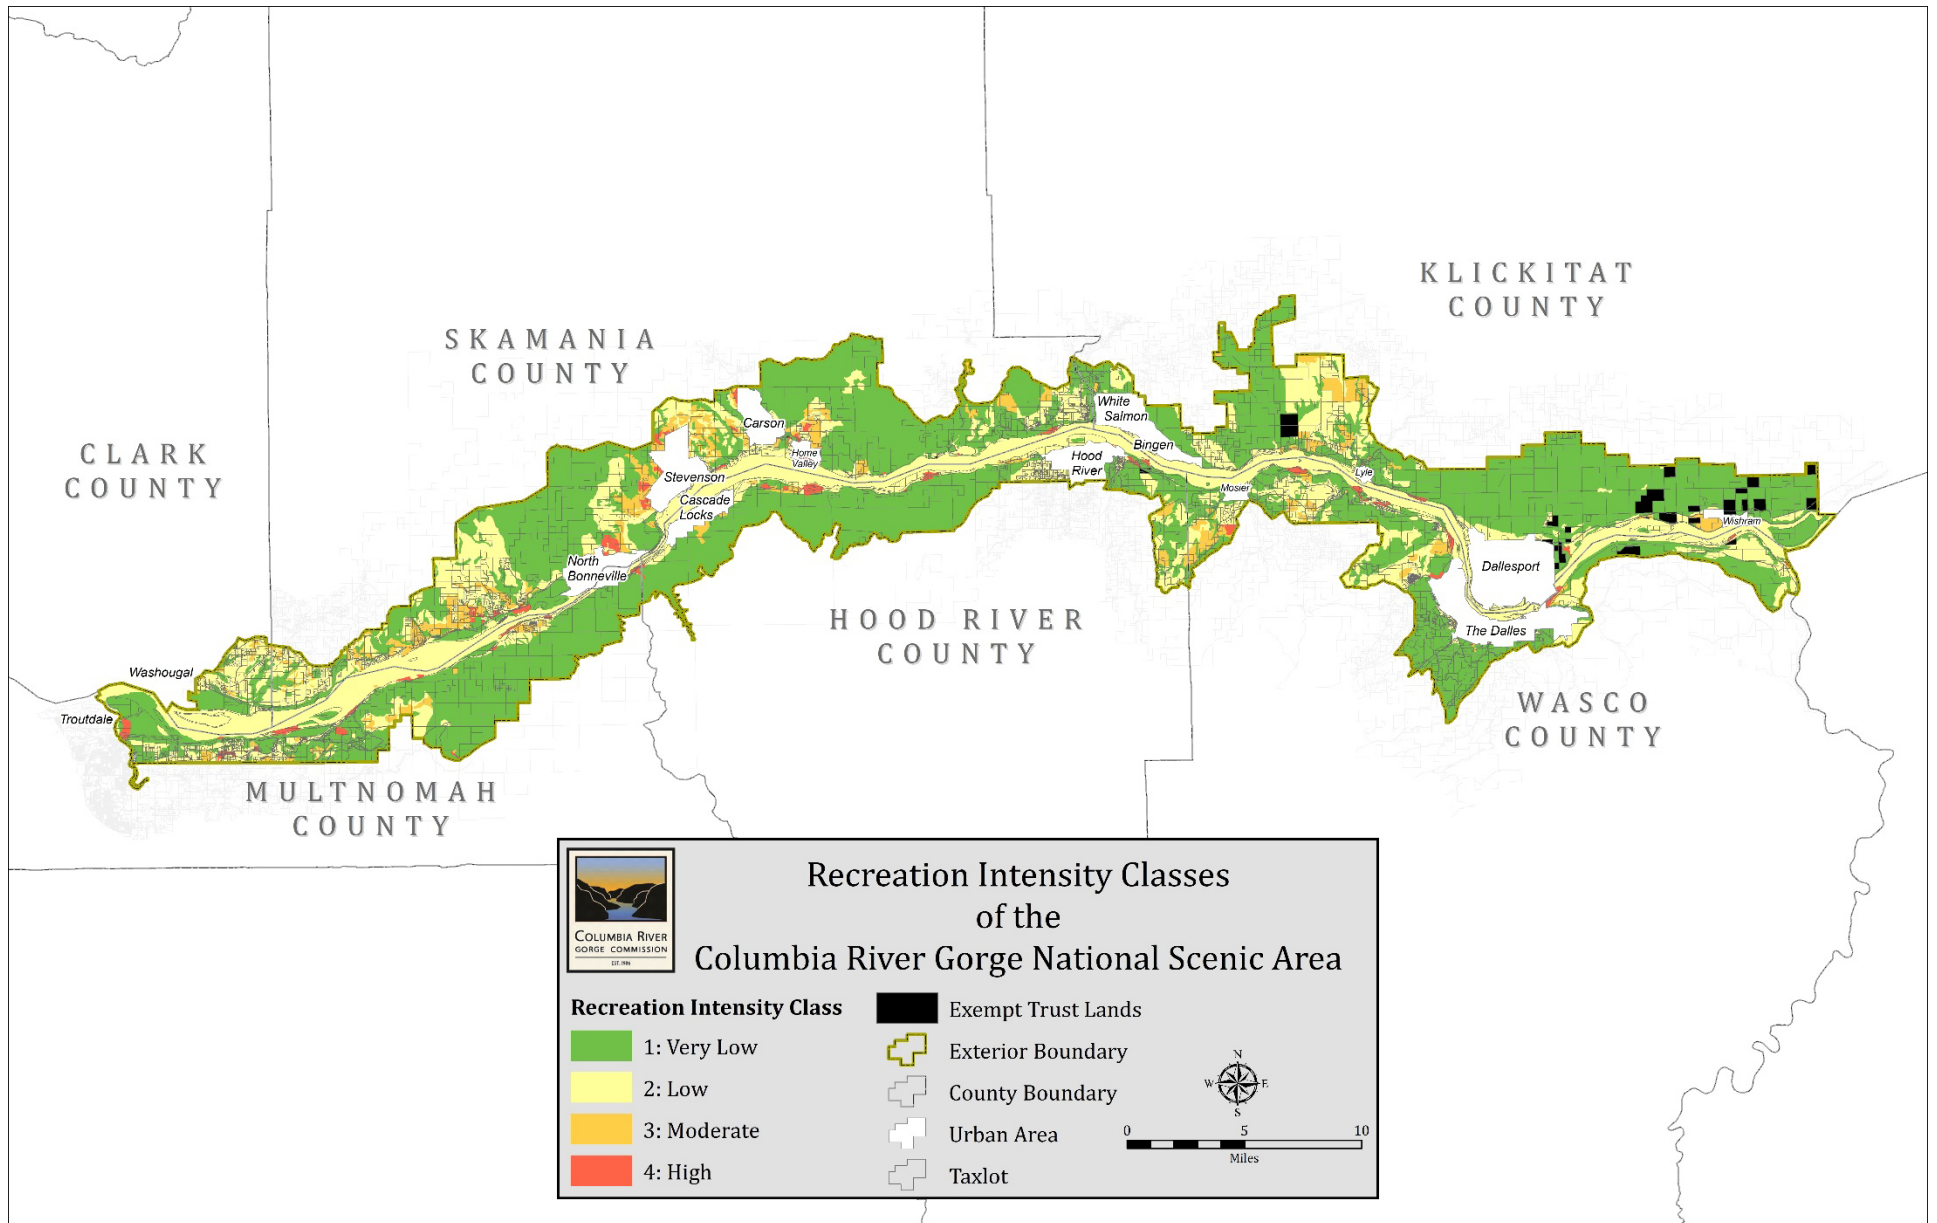 KLICKITAT
COUNTY
SKAMANIA
COUNTY
CLARK
COUNTY
White
Salmon
Carson
Bingen
Home
Valley
Hood
River
Stevenson
Lyle
Cascade
Locks
Mosier
Wishram
North
Bonneville
Dallesport
HOOD RIVER
COUNTY
The Dalles
Washougal
Troutdale
WASCO
COUNTY
MULTNOMAH
COUNTY
COLUMBIA RIVER
GORGE COMMISSION
EST. 1986
Recreation Intensity Classes
of the
Columbia River Gorge National Scenic Area
Recreation Intensity Class
1: Very Low
2: Low
3: Moderate
4: High
Exempt Trust Lands
Exterior Boundary
County Boundary
Urban Area
Taxlot
N
W E
S
0 5 10
Miles